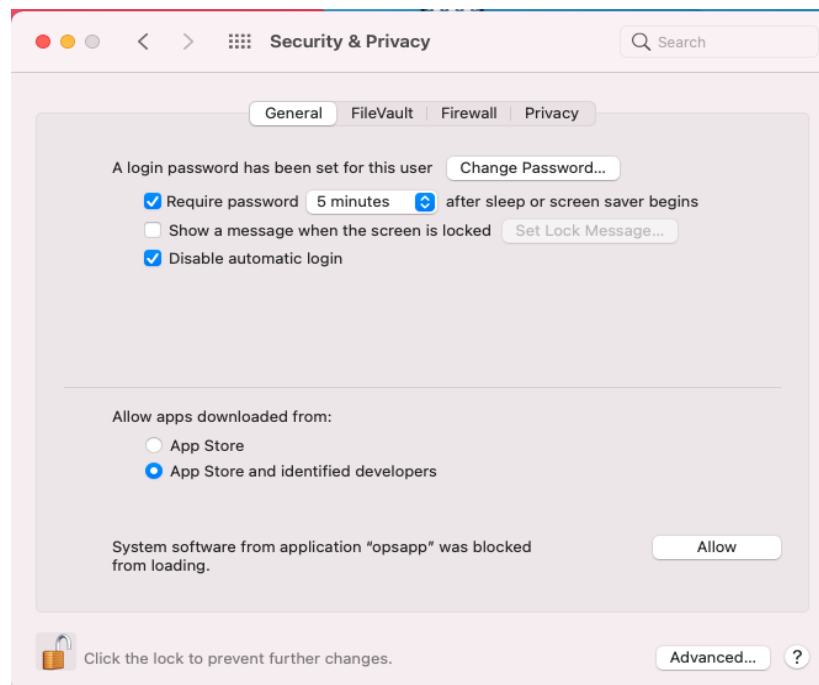 Security & Privacy
Search
General FileVault Firewall Privacy
A login password has been set for this user Change Password...
Require password 5 minutes after sleep or screen saver begins
Show a message when the screen is locked Set Lock Message...
Disable automatic login
Allow apps downloaded from:
App Store
App Store and identified developers
System software from application “opsapp” was blocked
from loading.
Allow
Click the lock to prevent further changes.
Advanced... ?